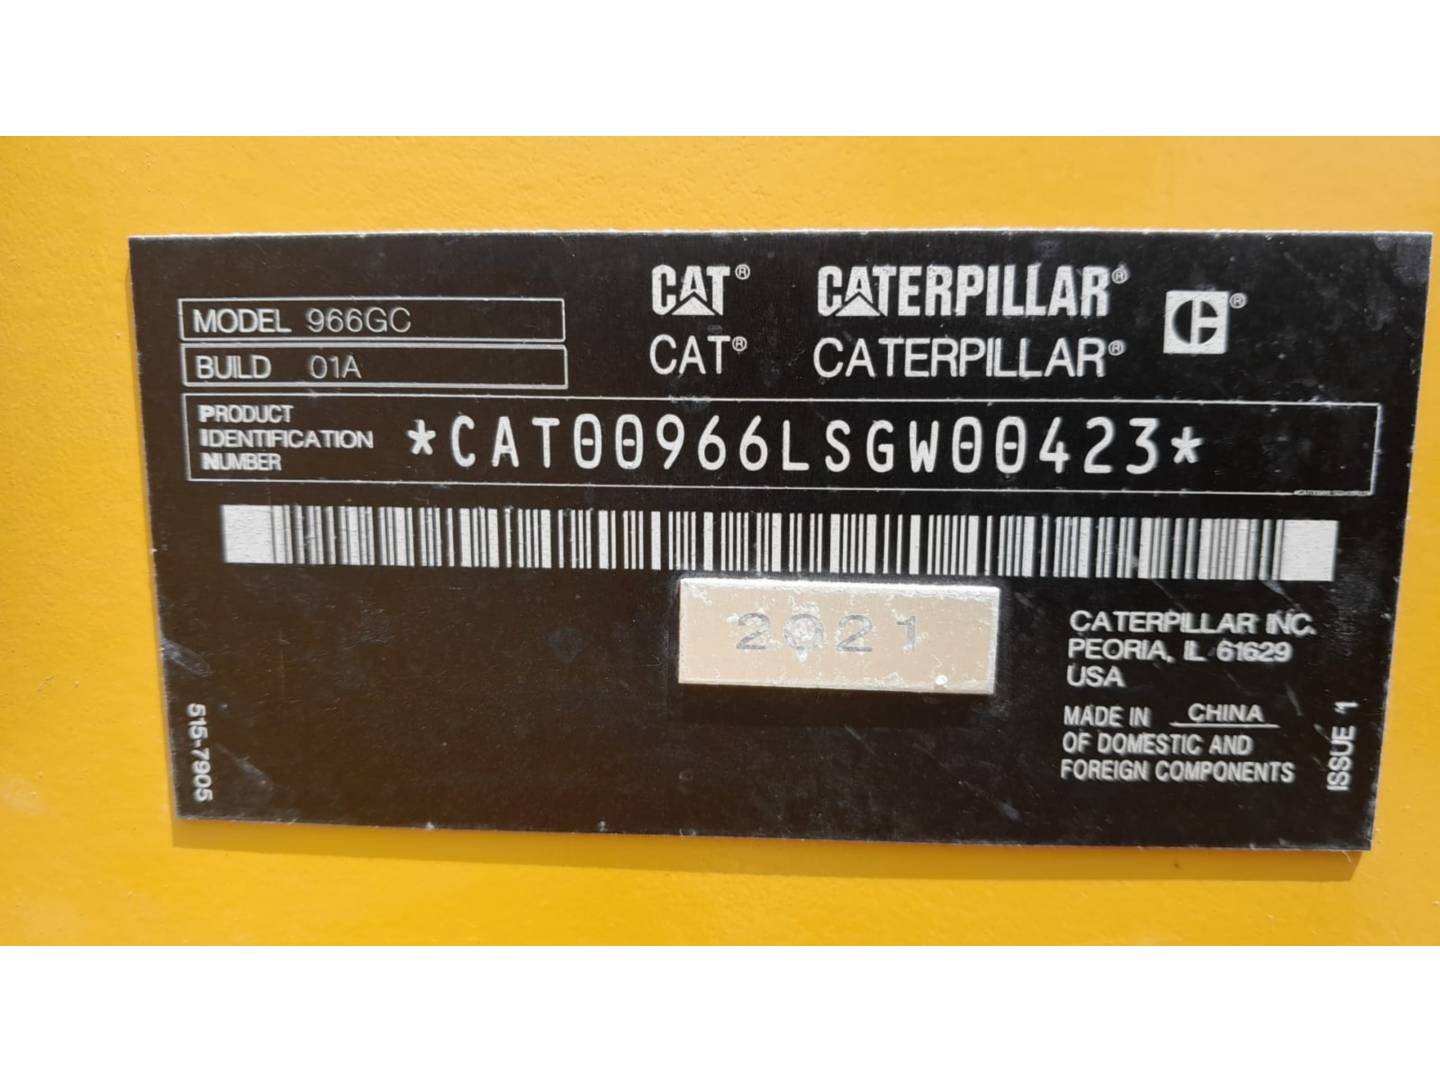 CAT® CATERPILLAR® ®
CAT® CATERPILLAR®
MODEL 966GC
BUILD 01A
PRODUCT
IDENTIFICATION
NUMBER
*CAT00966LSGW00423*
2021
CATERPILLAR INC.
PEORIA, IL 61629
USA
MADE IN CHINA
OF DOMESTIC AND
FOREIGN COMPONENTS
515-7905
ISSUE 1